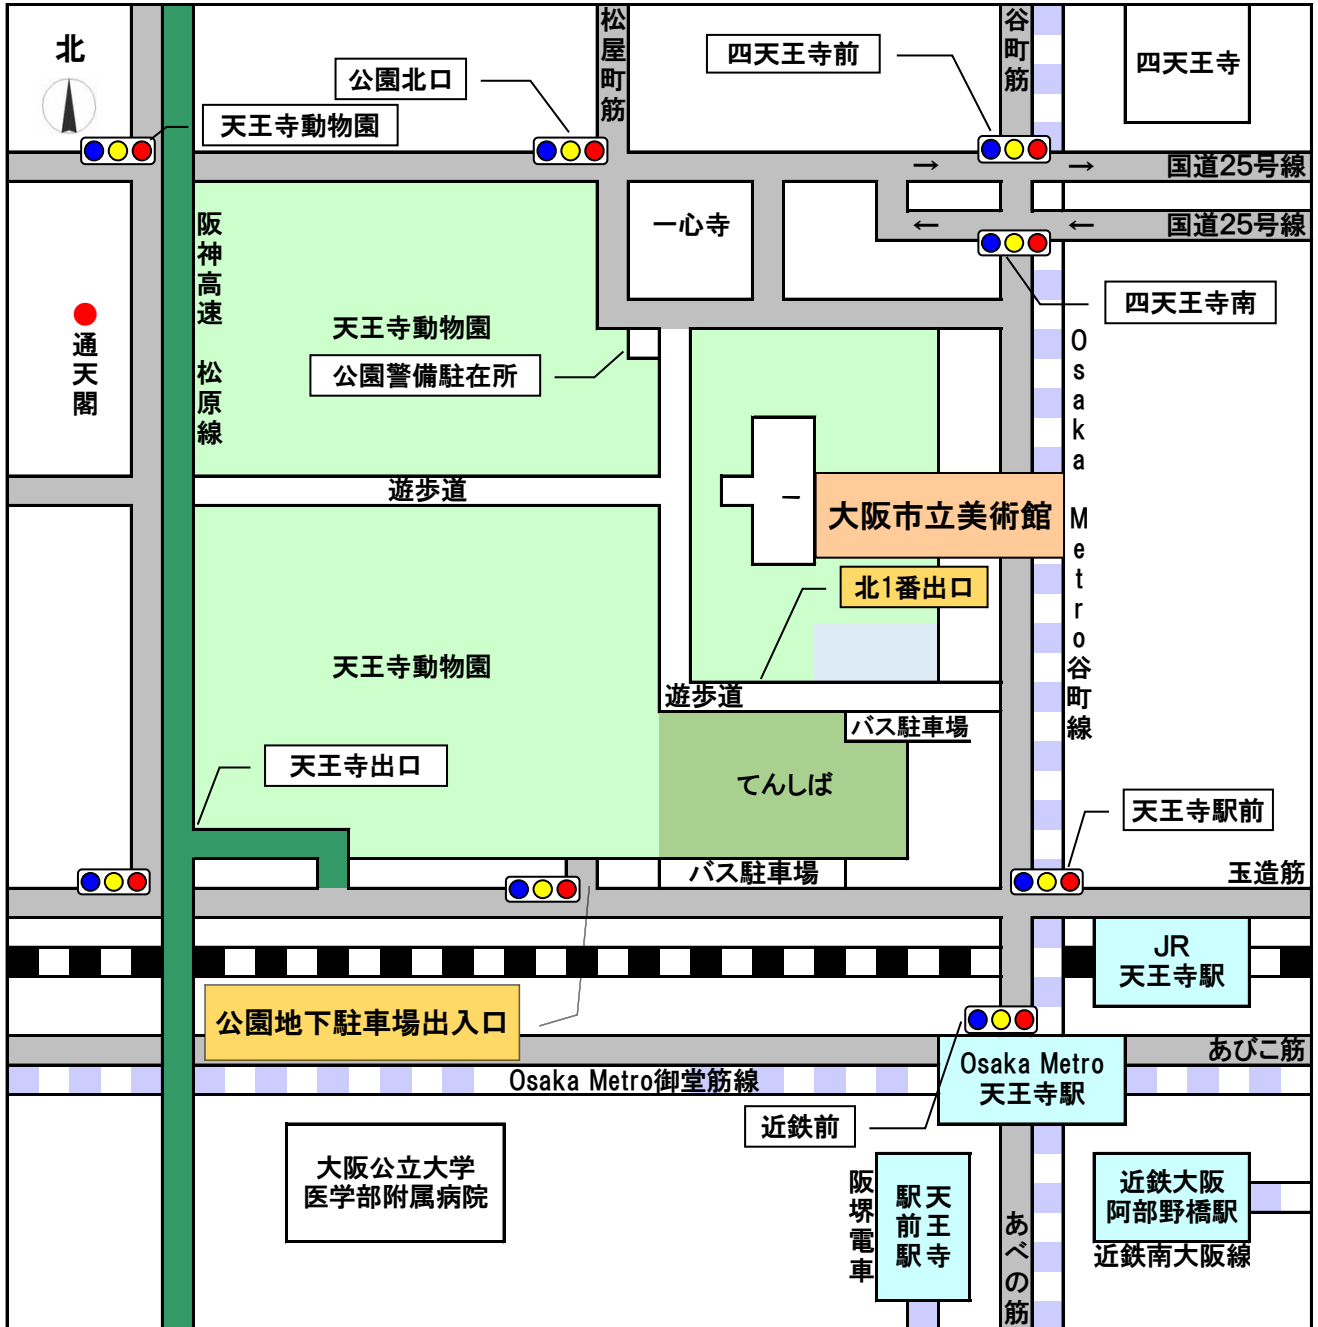 北
松屋町筋
谷町筋
四天王寺前
四天王寺
公園北口
天王寺動物園
国道25号線
→
→
阪神高速 松原線
一心寺
国道25号線
←
←
四天王寺南
通天閣
天王寺動物園
公園警備駐在所
Osaka Metro谷町線
遊歩道
大阪市立美術館
北1番出口
天王寺動物園
遊歩道
バス駐車場
天王寺出口
てんしば
天王寺駅前
バス駐車場
玉造筋
JR
天王寺駅
公園地下駐車場出入口
あびこ筋
Osaka Metro
天王寺駅
Osaka Metro御堂筋線
近鉄前
大阪公立大学
医学部附属病院
阪堺電車
天王寺
駅前駅
あべの筋
近鉄大阪
阿部野橋駅
近鉄南大阪線